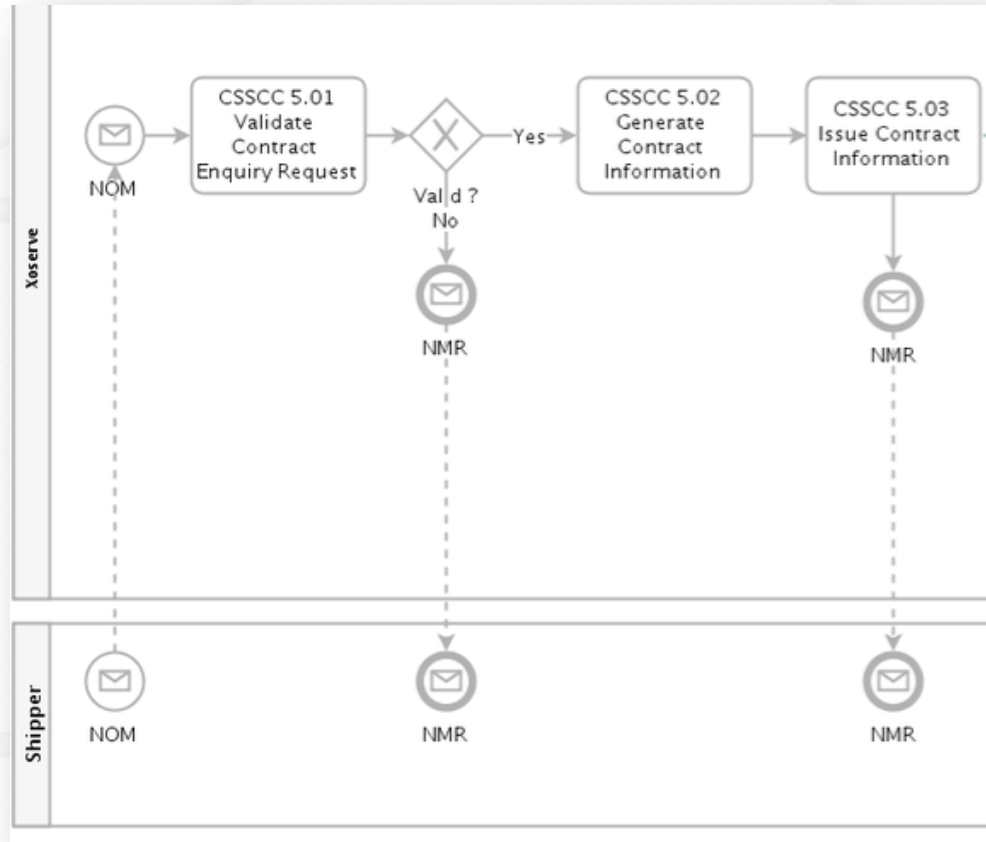 Xoserve
NOM
CSSCC 5.01
Validate
Contract
Enquiry Request
Valid ?
No
Yes
CSSCC 5.02
Generate
Contract
Information
CSSCC 5.03
Issue Contract
Information
NMR
NMR
Shipper
NOM
NMR
NMR